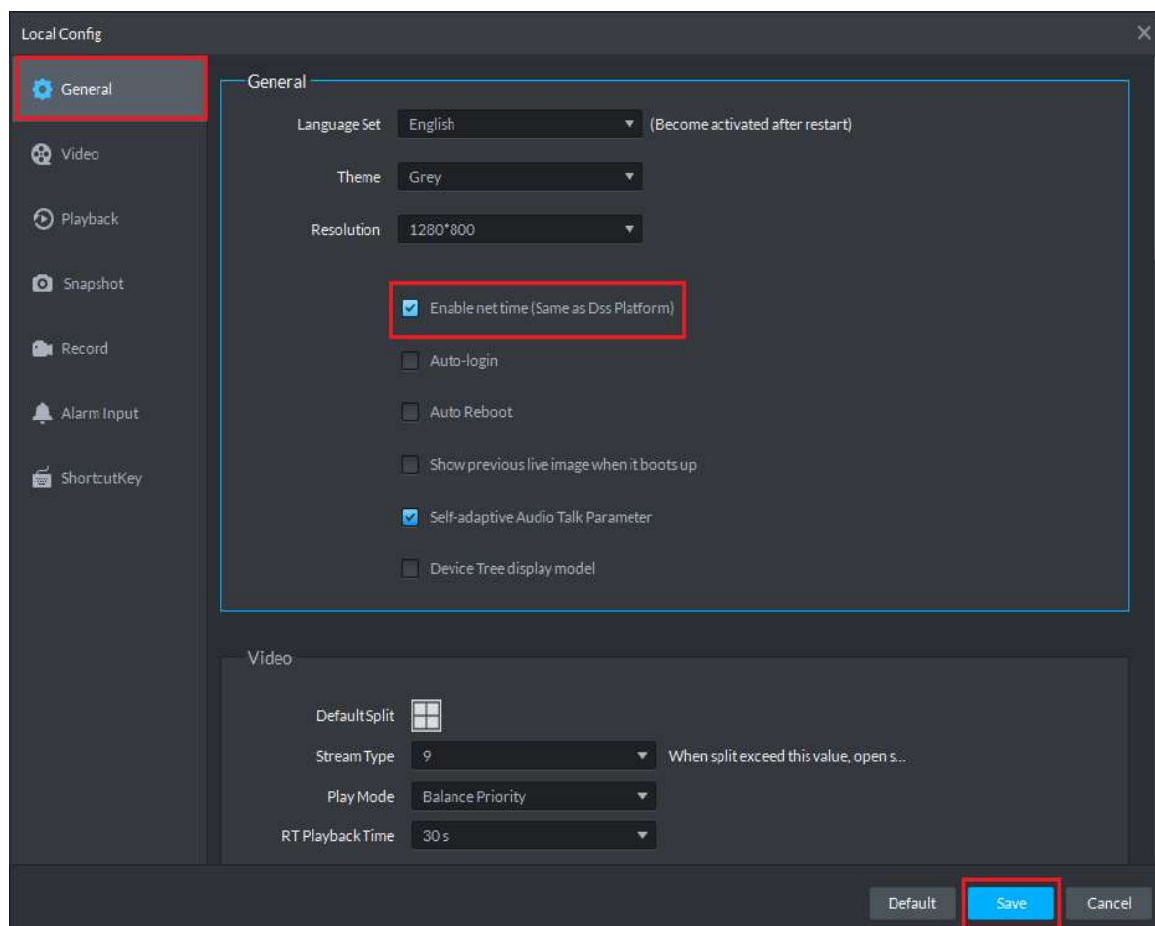 Local Config
General
Video
Playback
Snapshot
Record
Alarm Input
ShortcutKey
General
Language Set English (Become activated after restart)
Theme Grey
Resolution 1280*800
Enable net time (Same as Dss Platform)
Auto-login
Auto Reboot
Show previous live image when it boots up
Self-adaptive Audio Talk Parameter
Device Tree display model
Video
Default Split
Stream Type 9 When split exceed this value, open s...
Play Mode Balance Priority
RT Playback Time 30 s
Default Save Cancel